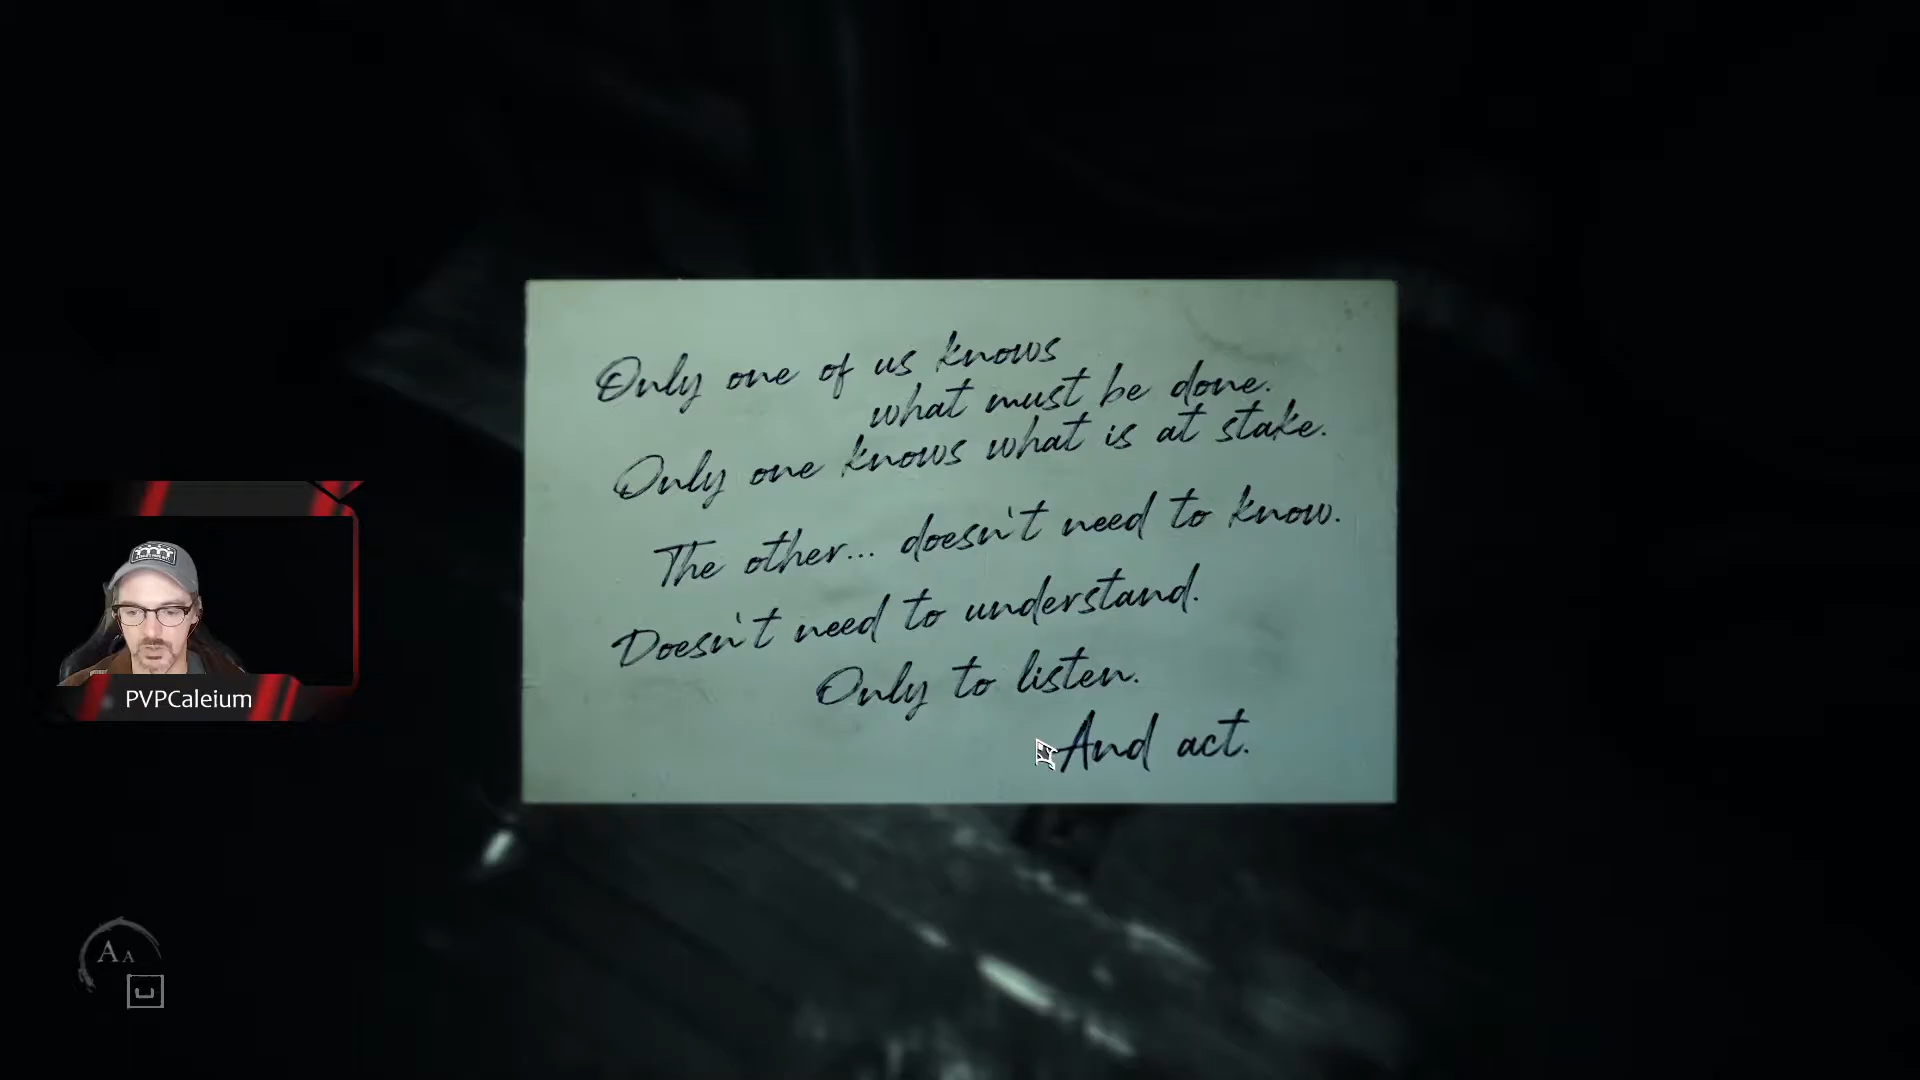 Only one of us knows
what must be done.
Only one knows what is at stake.
The other... doesn't need to know.
Doesn't need to understand.
Only to listen.
And act.
PVPCaleium
A A